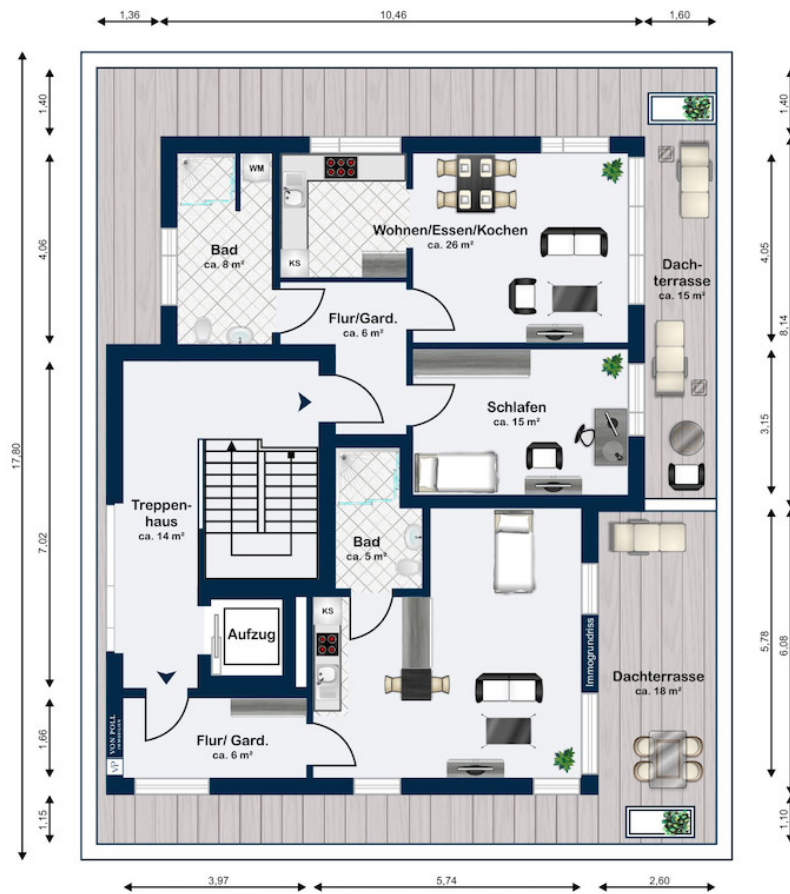 1,36
10,46
1,60
1,40
1,40
WM
Wohnen/Essen/Kochen
ca. 26 m²
Bad
ca. 8 m²
KS
4,06
4,05
Dach-
terrasse
ca. 15 m²
8,14
Flur/Gard.
ca. 6 m²
Schlafen
ca. 15 m²
3,15
17,80
7,02
Treppen-
haus
ca. 14 m²
Bad
ca. 5 m²
KS
Aufzug
Immogrundriss
5,78
6,08
Dachterrasse
ca. 18 m²
VP VON POLL
IMMOBILIEN
Flur/ Gard.
ca. 6 m²
1,66
1,15
1,10
3,97
5,74
2,60